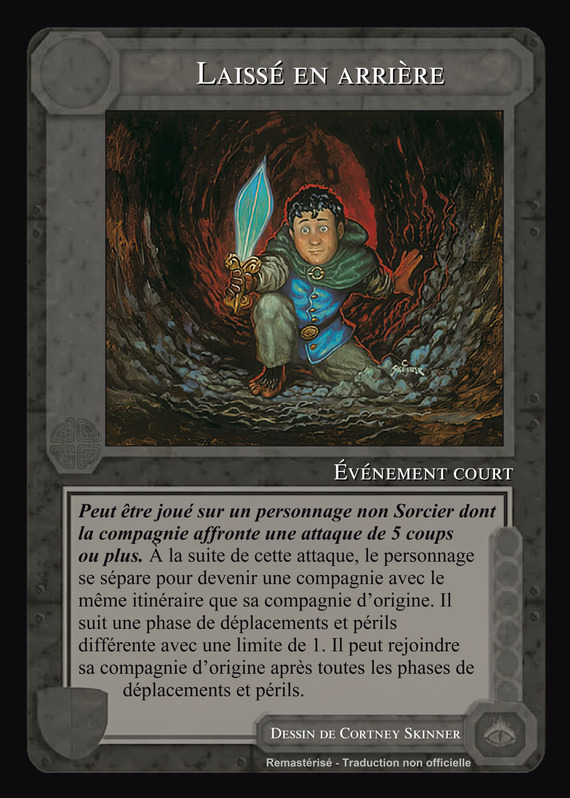 Laissé en arrière
Événement court
Peut être joué sur un personnage non Sorcier dont
la compagnie affronte une attaque de 5 coups
ou plus. À la suite de cette attaque, le personnage
se sépare pour devenir une compagnie avec le
même itinéraire que sa compagnie d'origine. Il
suit une phase de déplacements et périls
différente avec une limite de 1. Il peut rejoindre
sa compagnie d'origine après toutes les phases de
déplacements et périls.
Dessin de Cortney Skinner
Remastérisé - Traduction non officielle